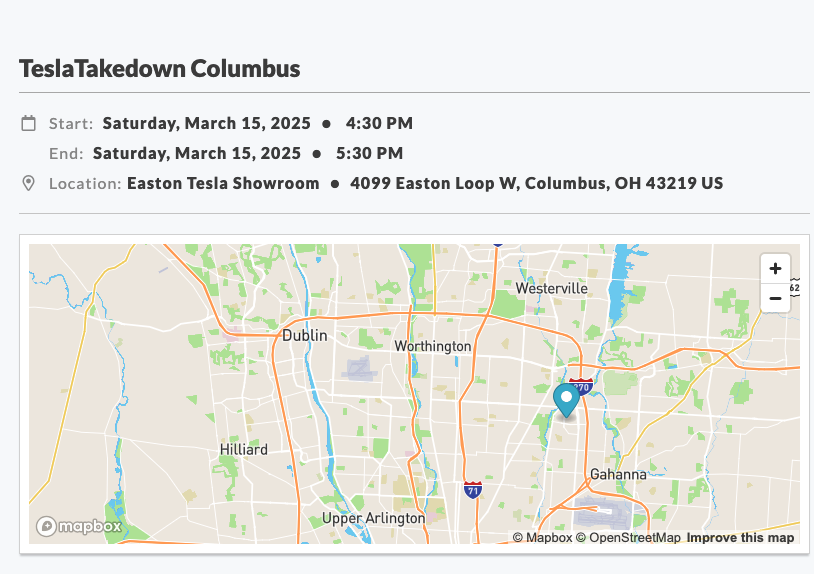 TeslaTakedown Columbus
Start: Saturday, March 15, 2025 ● 4:30 PM
End: Saturday, March 15, 2025 ● 5:30 PM
Location: Easton Tesla Showroom ● 4099 Easton Loop W, Columbus, OH 43219 US
+
−
62
Westerville
Dublin
Worthington
270
Hilliard
Gahanna
71
Upper Arlington
mapbox
© Mapbox © OpenStreetMap Improve this map